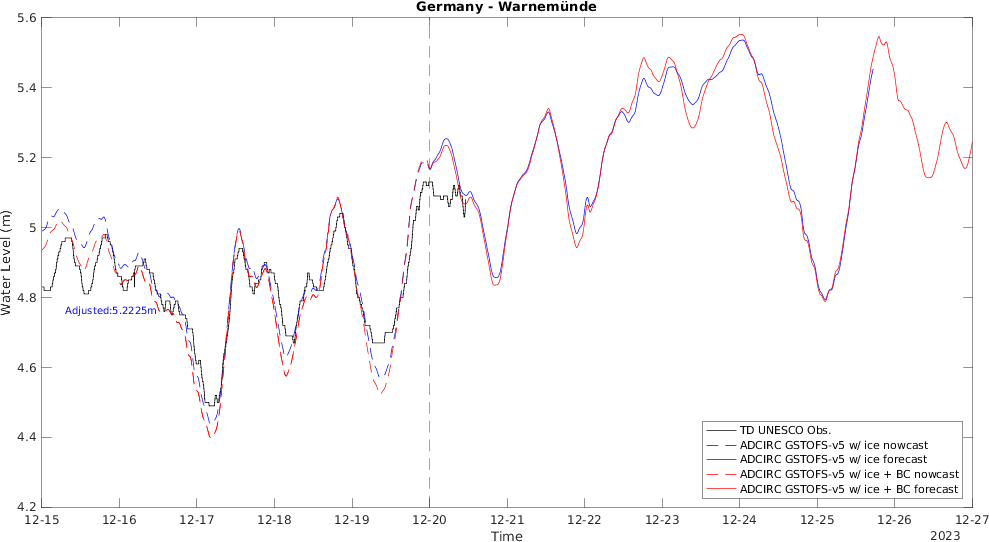 Germany - Warnemünde
5.6
5.4
5.2
5
4.8
4.6
4.4
4.2
Water Level (m)
Adjusted:5.2225m
TD UNESCO Obs.
ADCIRC GSTOFS-v5 w/ ice nowcast
ADCIRC GSTOFS-v5 w/ ice forecast
ADCIRC GSTOFS-v5 w/ ice + BC nowcast
ADCIRC GSTOFS-v5 w/ ice + BC forecast
12-15 12-16 12-17 12-18 12-19 12-20 12-21 12-22 12-23 12-24 12-25 12-26 12-27
Time
2023